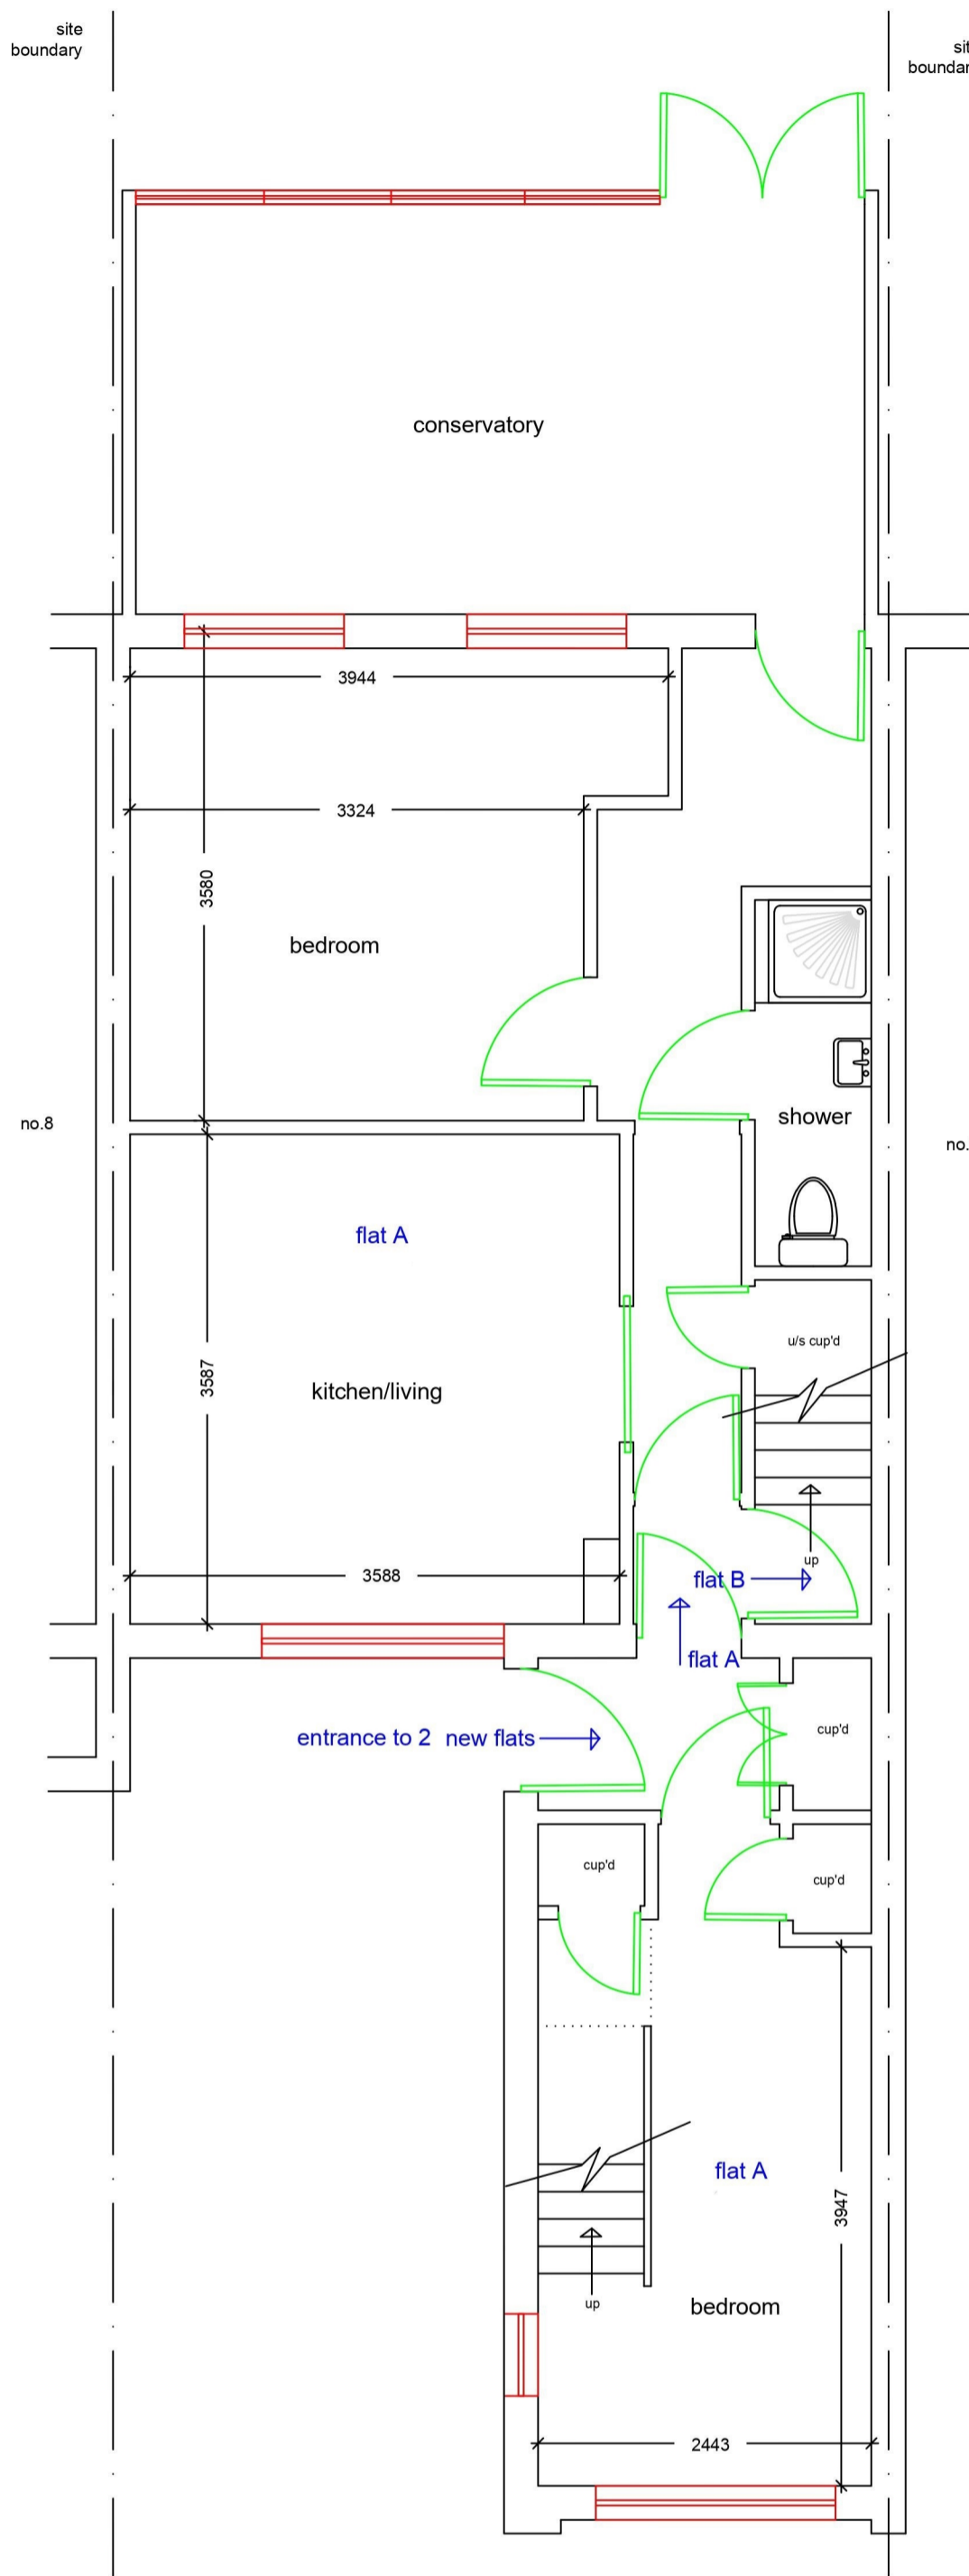 site
boundary
sit
boundar
conservatory
3944
3324
3580
bedroom
no.8
shower
no.
flat A
u/s cup'd
3587
kitchen/living
up
3588
flat B
flat A
entrance to 2 new flats
cup'd
cup'd
cup'd
flat A
3947
up
bedroom
2443